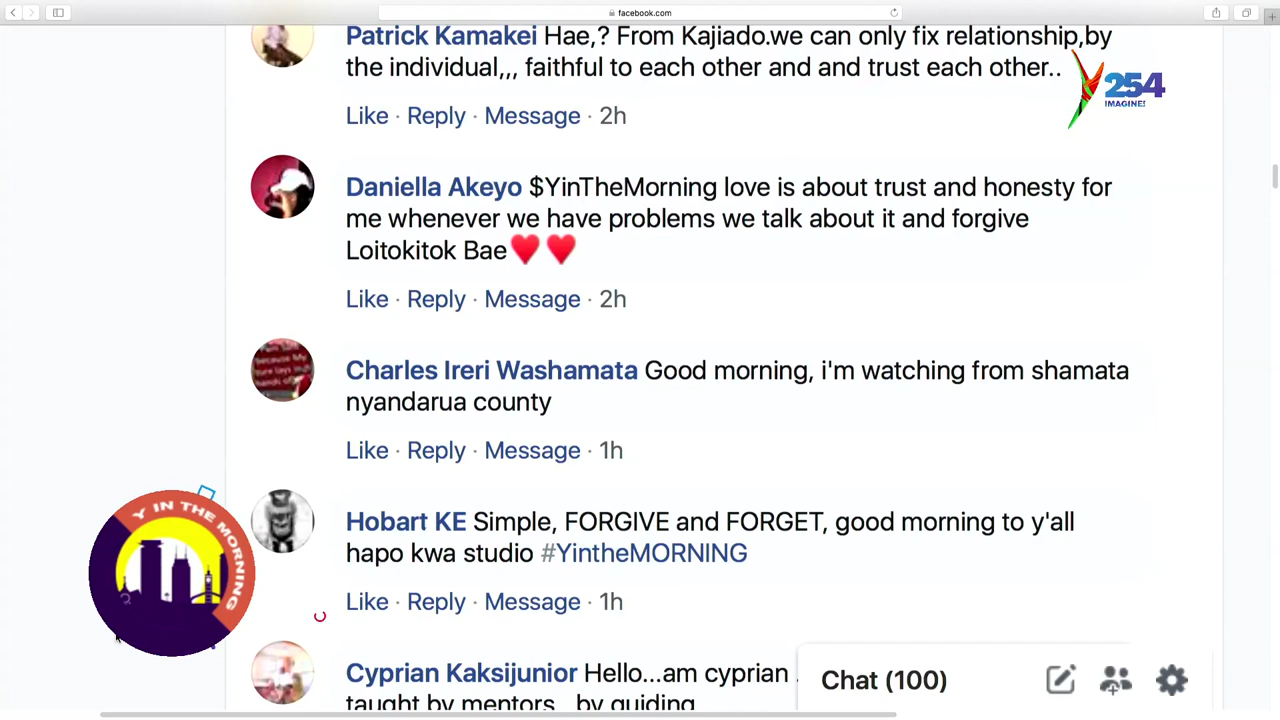 facebook.com
Patrick Kamakei Hae,? From Kajiado.we can only fix relationship,by
the individual,,, faithful to each other and and trust each other..
254
IMAGINE!
Like · Reply · Message · 2h
Daniella Akeyo $YinTheMorning love is about trust and honesty for
me whenever we have problems we talk about it and forgive
Loitokitok Bae♥♥
Like · Reply · Message · 2h
Charles Ireri Washamata Good morning, i'm watching from shamata
nyandarua county
Like · Reply · Message · 1h
Y IN THE MORNING
Hobart KE Simple, FORGIVE and FORGET, good morning to y'all
hapo kwa studio #YintheMORNING
Like · Reply · Message · 1h
Cyprian Kaksijunior Hello...am cyprian .
taught by mentors by guiding
Chat (100)